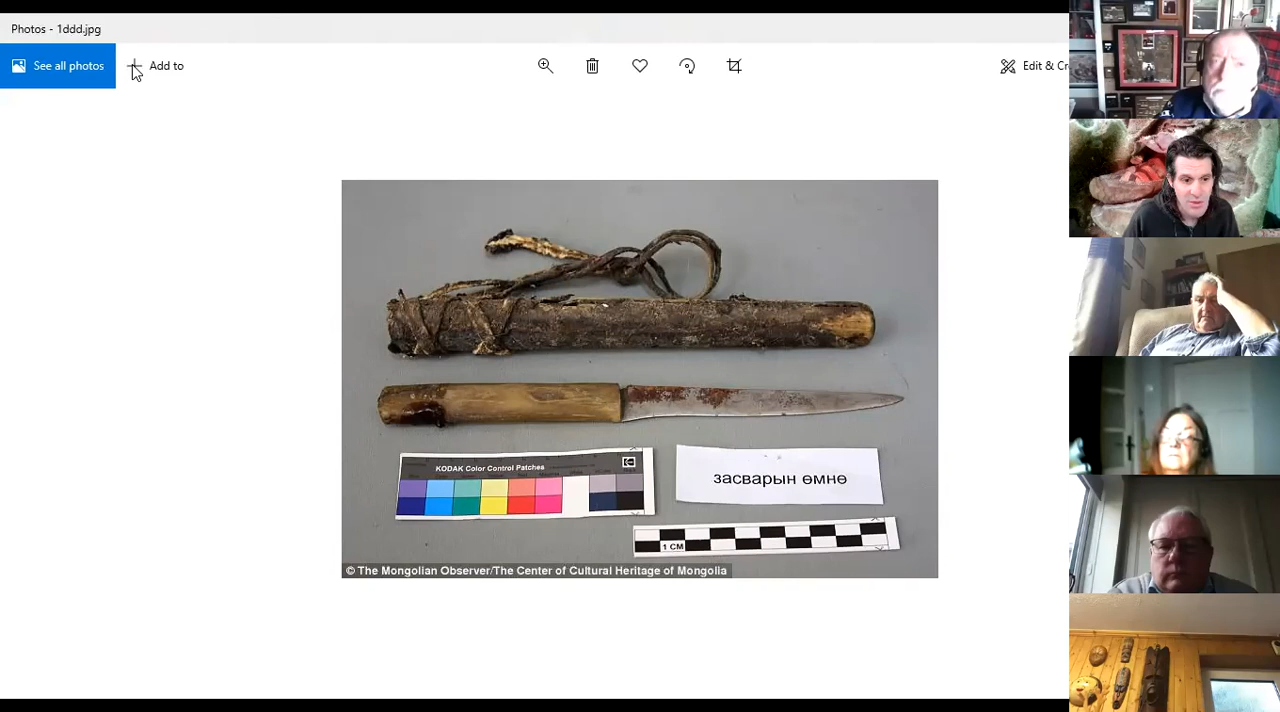 Photos - 1ddd.jpg
See all photos
Add to
Edit & Cr
KODAK Color Control Patches
засварын өмнө
1 CM
© The Mongolian Observer/The Center of Cultural Heritage of Mongolia